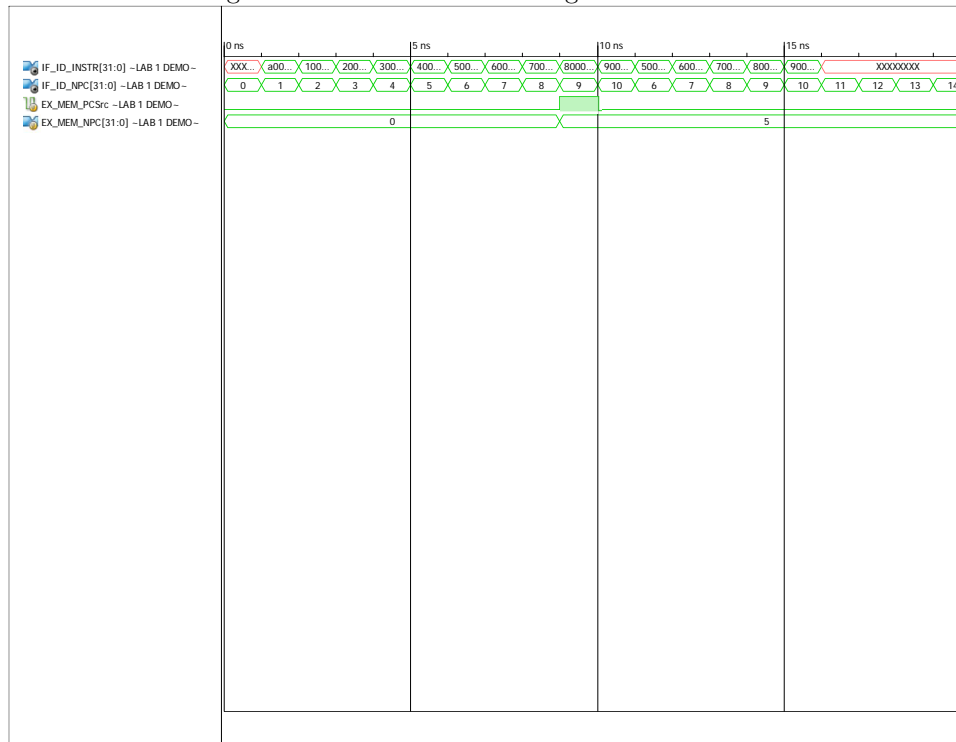 0 ns 5 ns 10 ns 15 ns
IF_ID_INSTR[31:0] ~LAB 1 DEMO~ XXX... a00... 100... 200... 300... 400... 500... 600... 700... 8000... 900... 500... 600... 700... 800... 900... XXXXXXXX
IF_ID_NPC[31:0] ~LAB 1 DEMO~ 0 1 2 3 4 5 6 7 8 9 10 6 7 8 9 10 11 12 13 14
EX_MEM_PCSrc ~LAB 1 DEMO~
EX_MEM_NPC[31:0] ~LAB 1 DEMO~ 0 5